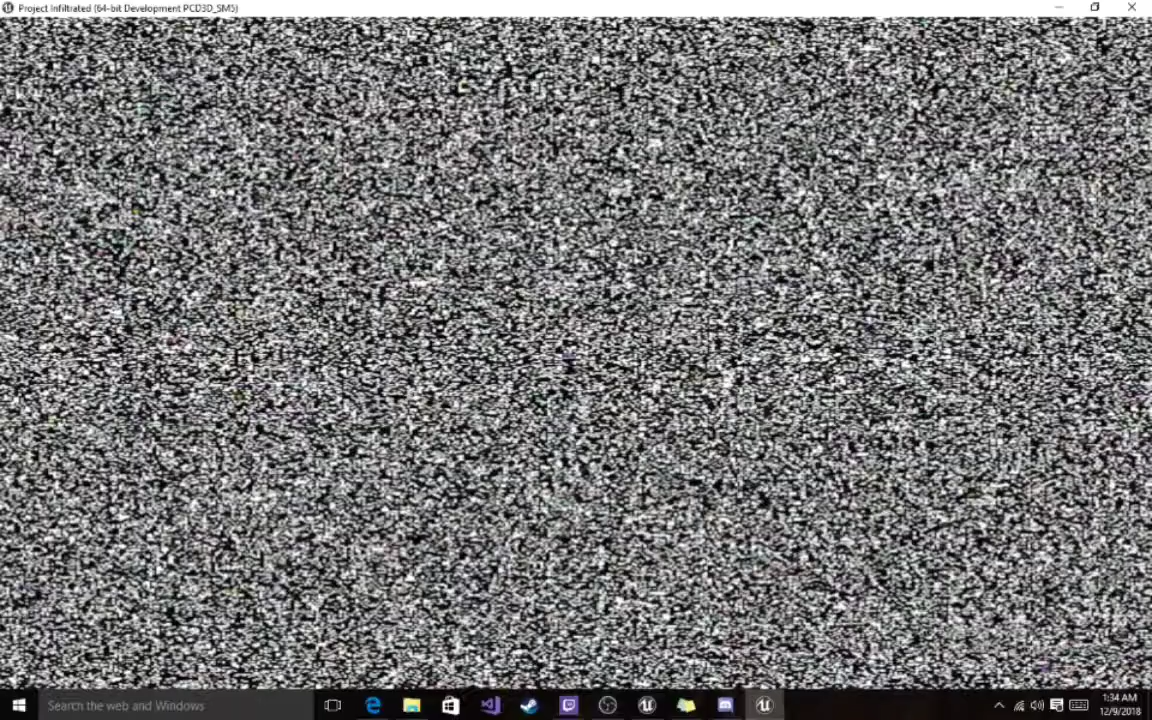 Project Infiltrated (64-bit Development PCD3D_SM5)
Search the web and Windows
1:34 AM
12/9/2018